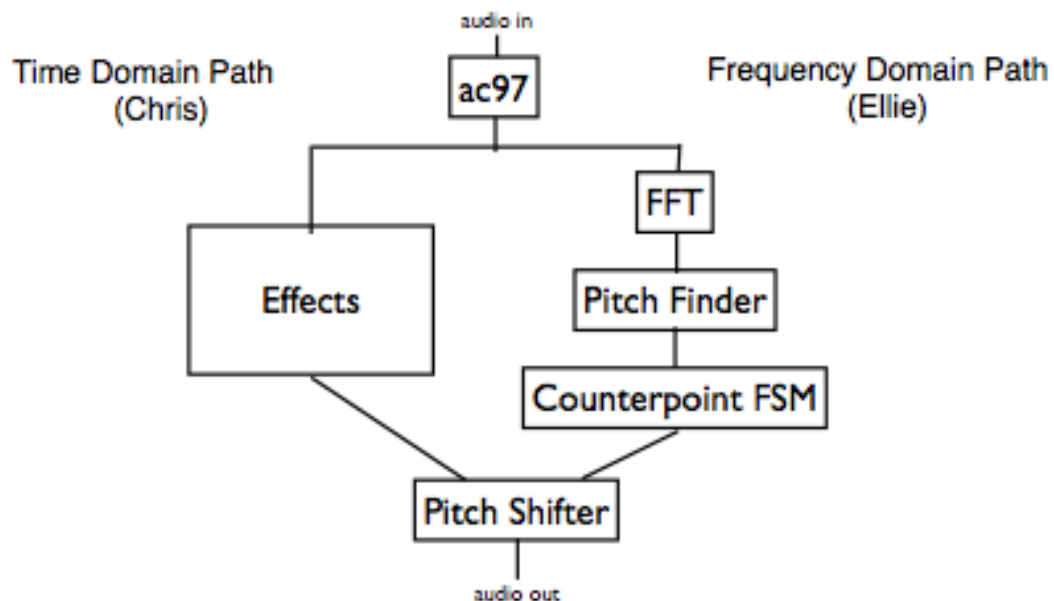 audio in
Time Domain Path
(Chris)
ac97
Frequency Domain Path
(Ellie)
FFT
Effects
Pitch Finder
Counterpoint FSM
Pitch Shifter
audio out